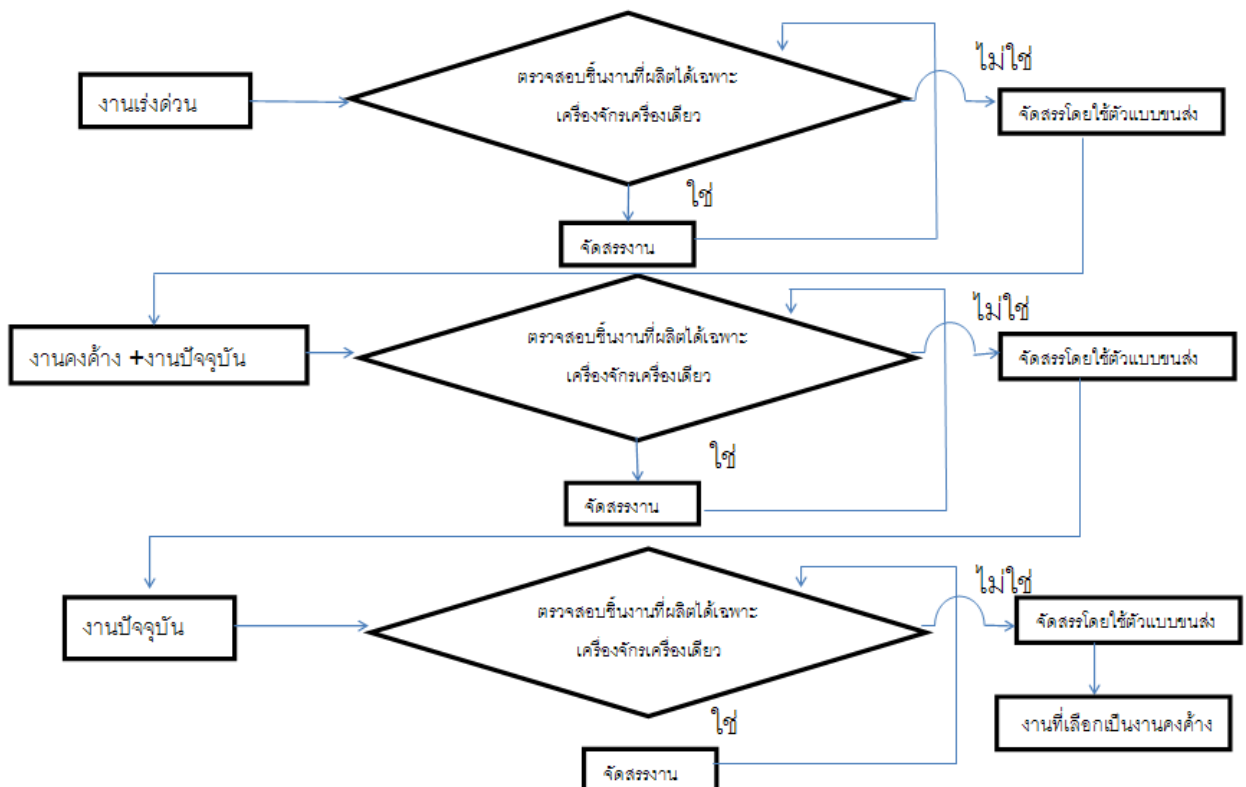 งานเร่งด่วน
ตรวจสอบชิ้นงานที่ผลิตได้เฉพาะ
เครื่องจักรเครื่องเดียว
ไม่ใช่
จัดสรรโดยใช้ตัวแบบขนส่ง
ใช่
จัดสรรงาน
งานคงค้าง +งานปัจจุบัน
ตรวจสอบชิ้นงานที่ผลิตได้เฉพาะ
เครื่องจักรเครื่องเดียว
ไม่ใช่
จัดสรรโดยใช้ตัวแบบขนส่ง
ใช่
จัดสรรงาน
งานปัจจุบัน
ตรวจสอบชิ้นงานที่ผลิตได้เฉพาะ
เครื่องจักรเครื่องเดียว
ไม่ใช่
จัดสรรโดยใช้ตัวแบบขนส่ง
ใช่
งานที่เลือกเป็นงานคงค้าง
จัดสรรงาน